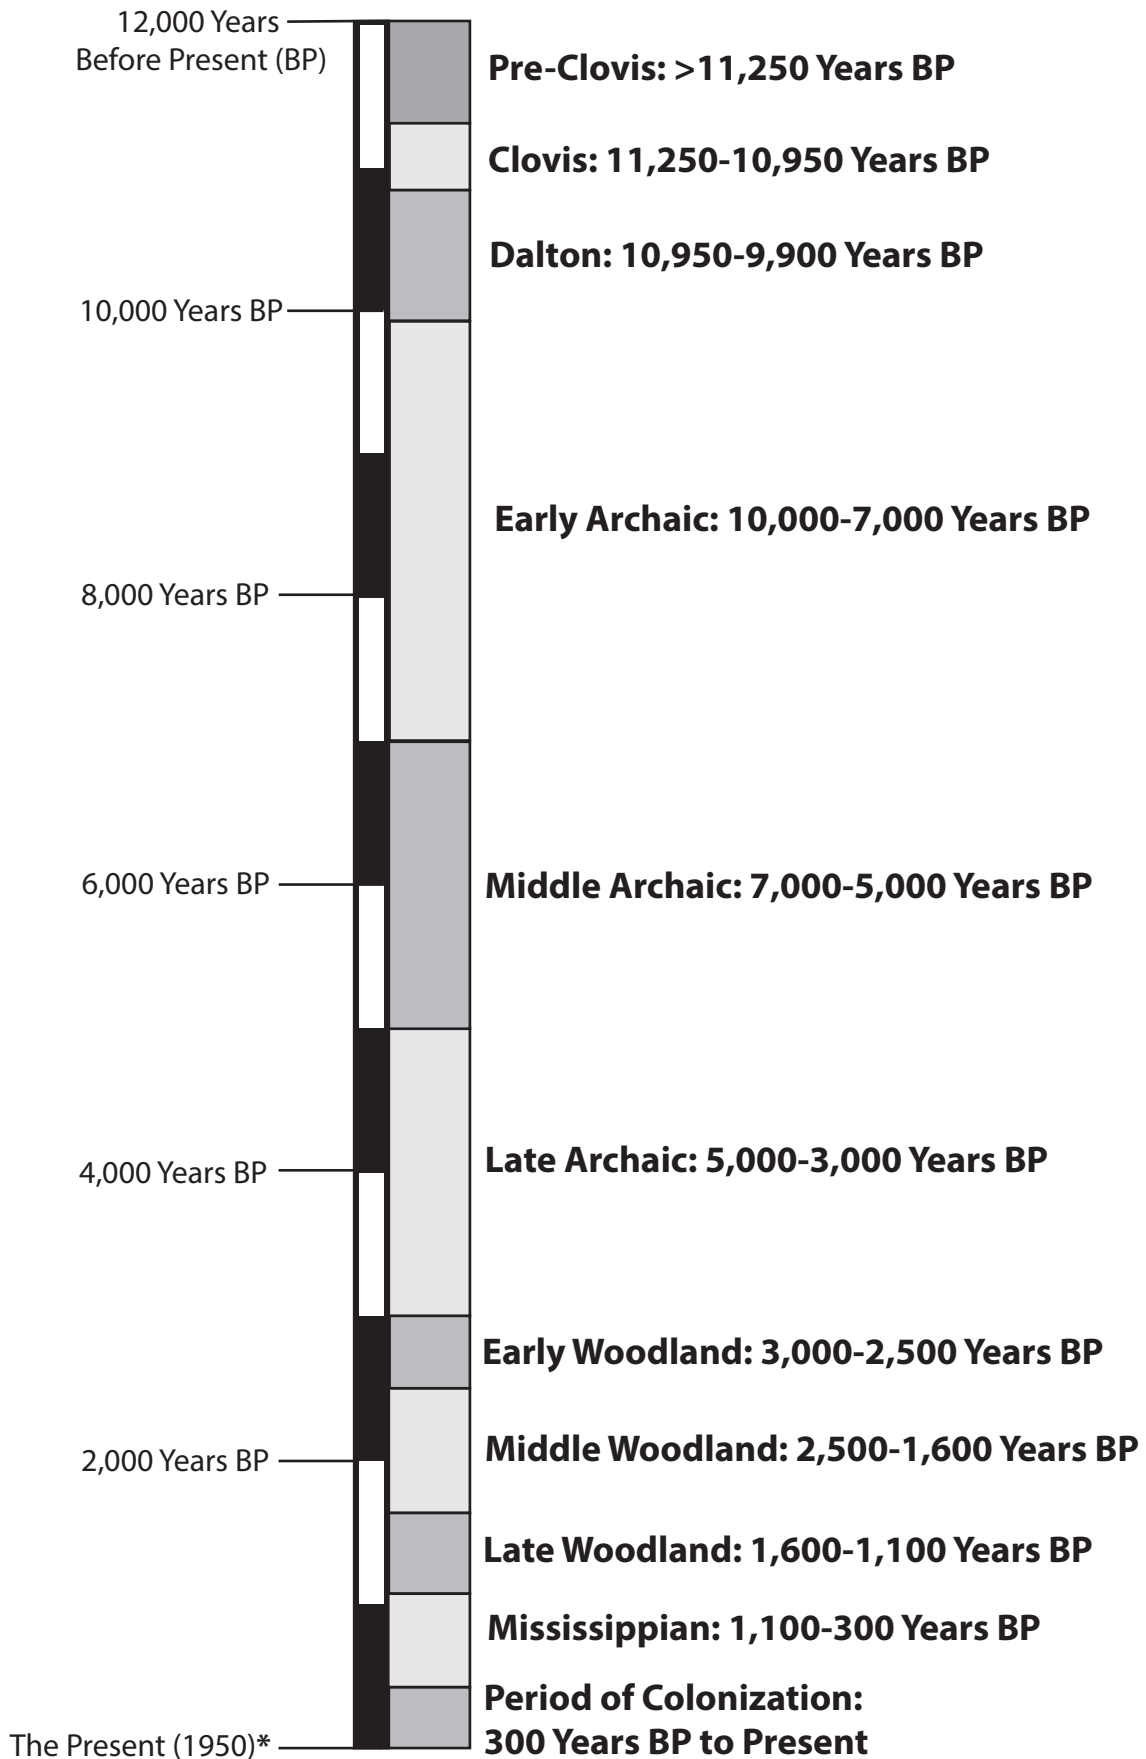 12,000 Years
Before Present (BP)
Pre-Clovis: >11,250 Years BP
Clovis: 11,250-10,950 Years BP
Dalton: 10,950-9,900 Years BP
10,000 Years BP
Early Archaic: 10,000-7,000 Years BP
8,000 Years BP
6,000 Years BP
Middle Archaic: 7,000-5,000 Years BP
4,000 Years BP
Late Archaic: 5,000-3,000 Years BP
Early Woodland: 3,000-2,500 Years BP
2,000 Years BP
Middle Woodland: 2,500-1,600 Years BP
Late Woodland: 1,600-1,100 Years BP
Mississippian: 1,100-300 Years BP
Period of Colonization:
300 Years BP to Present
The Present (1950)*